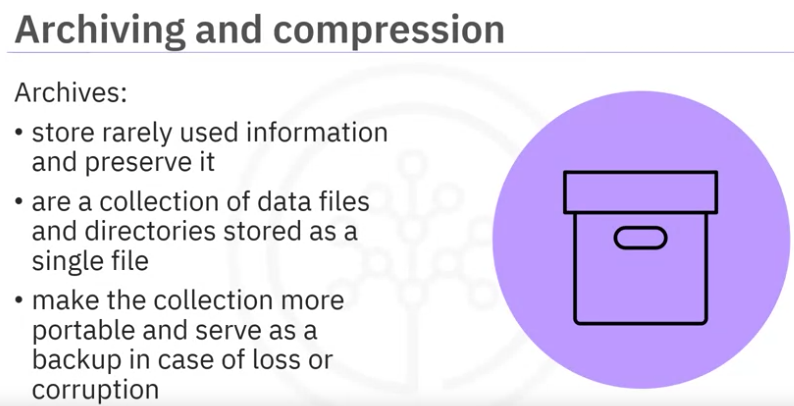 Archiving and compression
Archives:
• store rarely used information
and preserve it
• are a collection of data files
and directories stored as a
single file
• make the collection more
portable and serve as a
backup in case of loss or
corruption